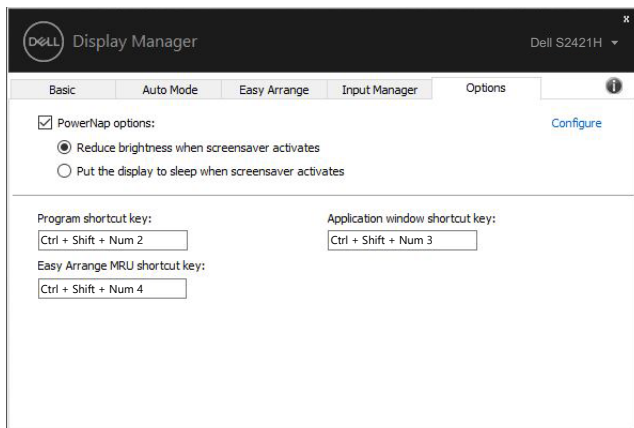 x
DELL Display Manager
Dell S2421H
Basic Auto Mode Easy Arrange Input Manager Options i
PowerNap options: Configure
Reduce brightness when screensaver activates
Put the display to sleep when screensaver activates
Program shortcut key: Application window shortcut key:
Ctrl + Shift + Num 2 Ctrl + Shift + Num 3
Easy Arrange MRU shortcut key:
Ctrl + Shift + Num 4